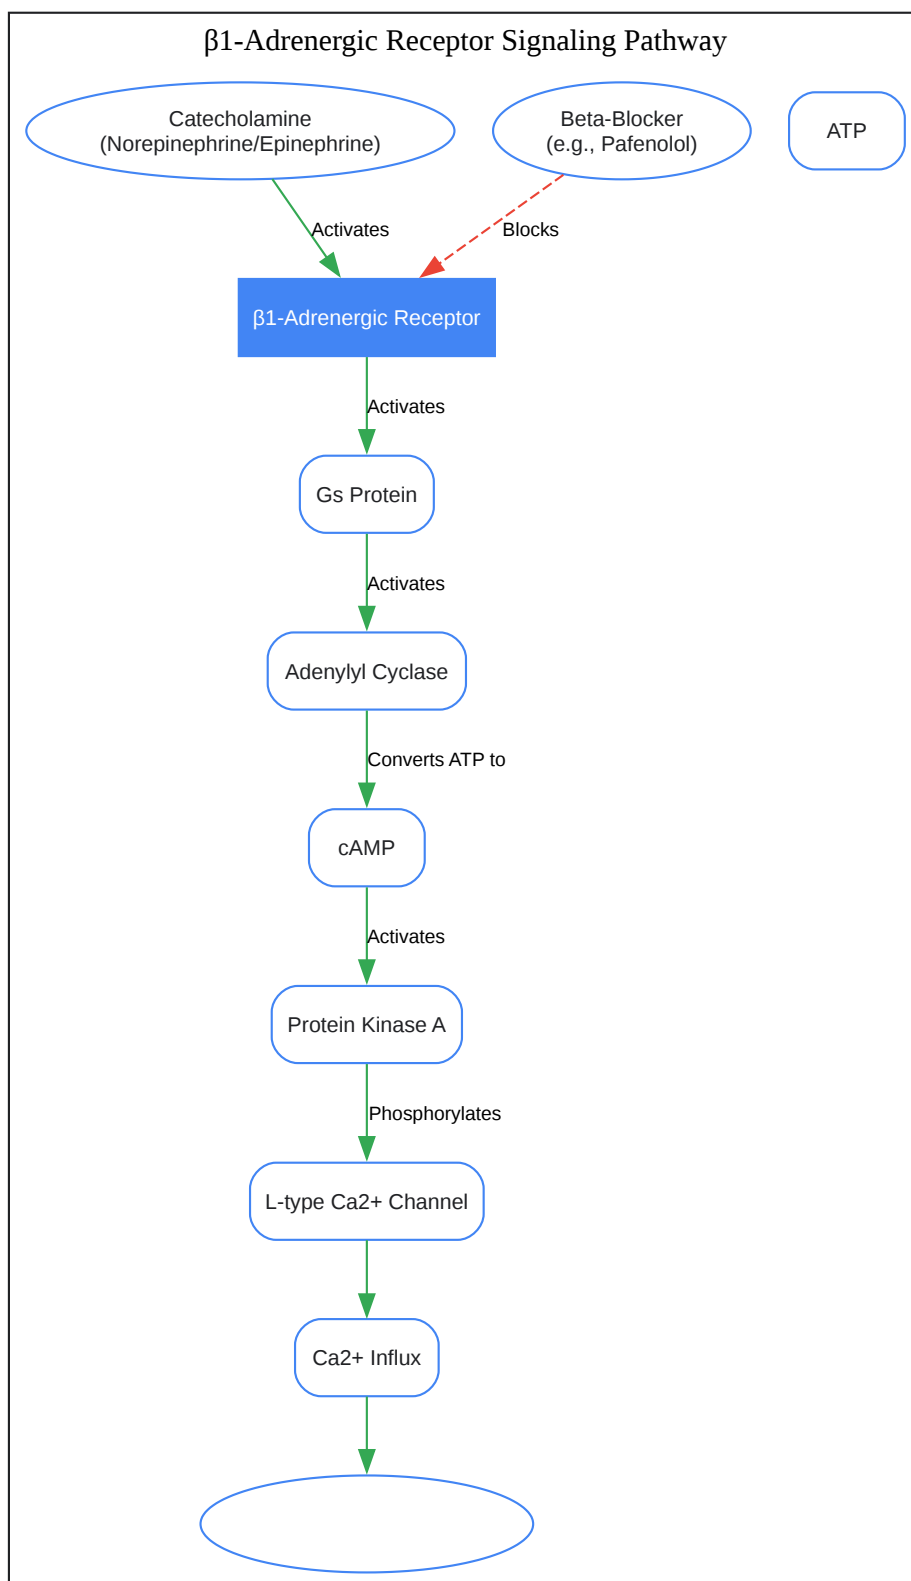 β1-Adrenergic Receptor Signaling Pathway
Catecholamine
(Norepinephrine/Epinephrine)
Beta-Blocker
(e.g., Pafenolol)
ATP
Activates
Blocks
β1-Adrenergic Receptor
Activates
Gs Protein
Activates
Adenylyl Cyclase
Converts ATP to
cAMP
Activates
Protein Kinase A
Phosphorylates
L-type Ca2+ Channel
Ca2+ Influx